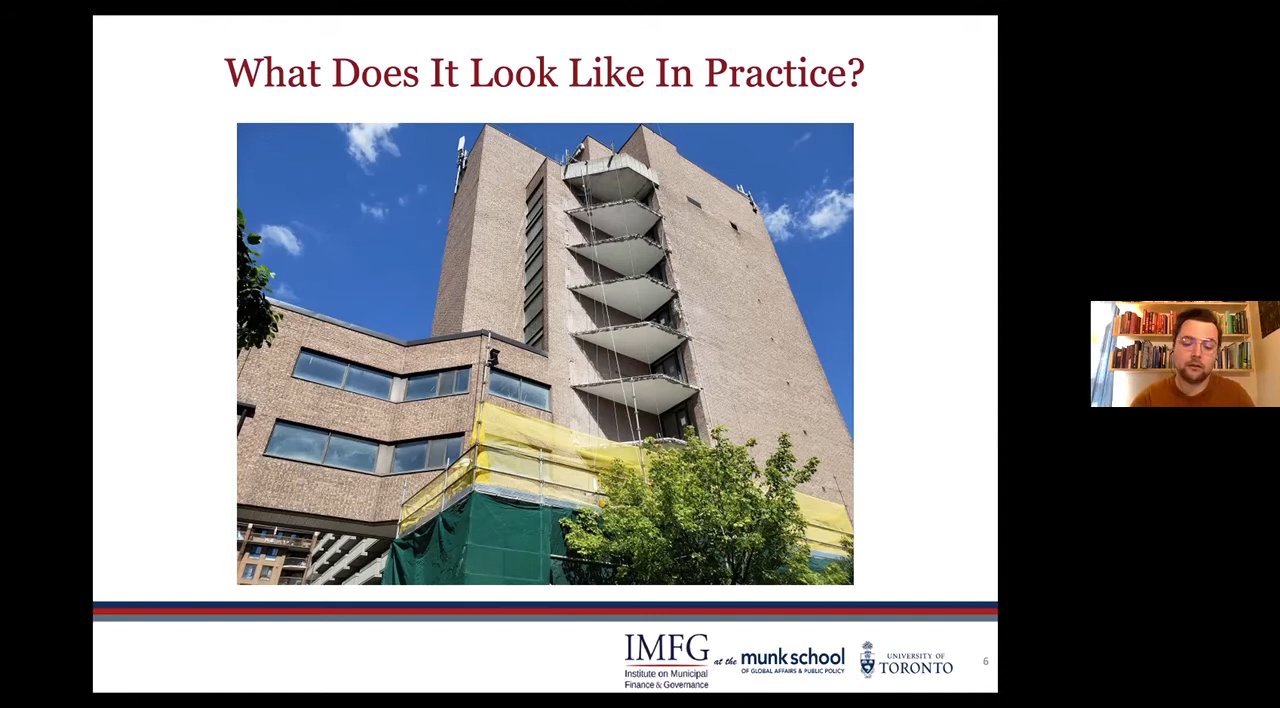 What Does It Look Like In Practice?
IMFG
Institute on Municipal
Finance & Governance
at the
munk school
OF GLOBAL AFFAIRS & PUBLIC POLICY
UNIVERSITY OF
TORONTO
6